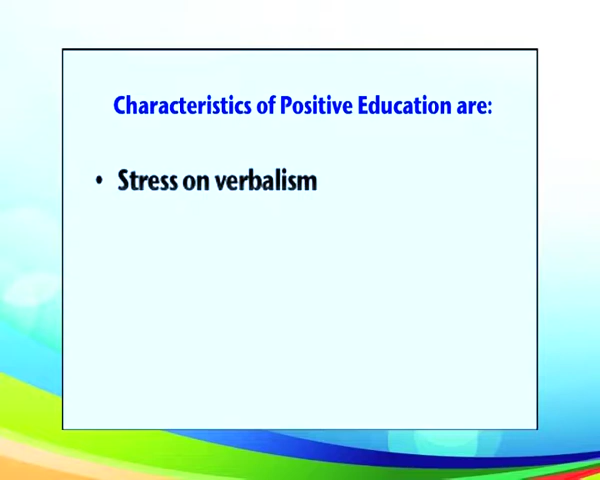 Characteristics of Positive Education are:
• Stress on verbalism